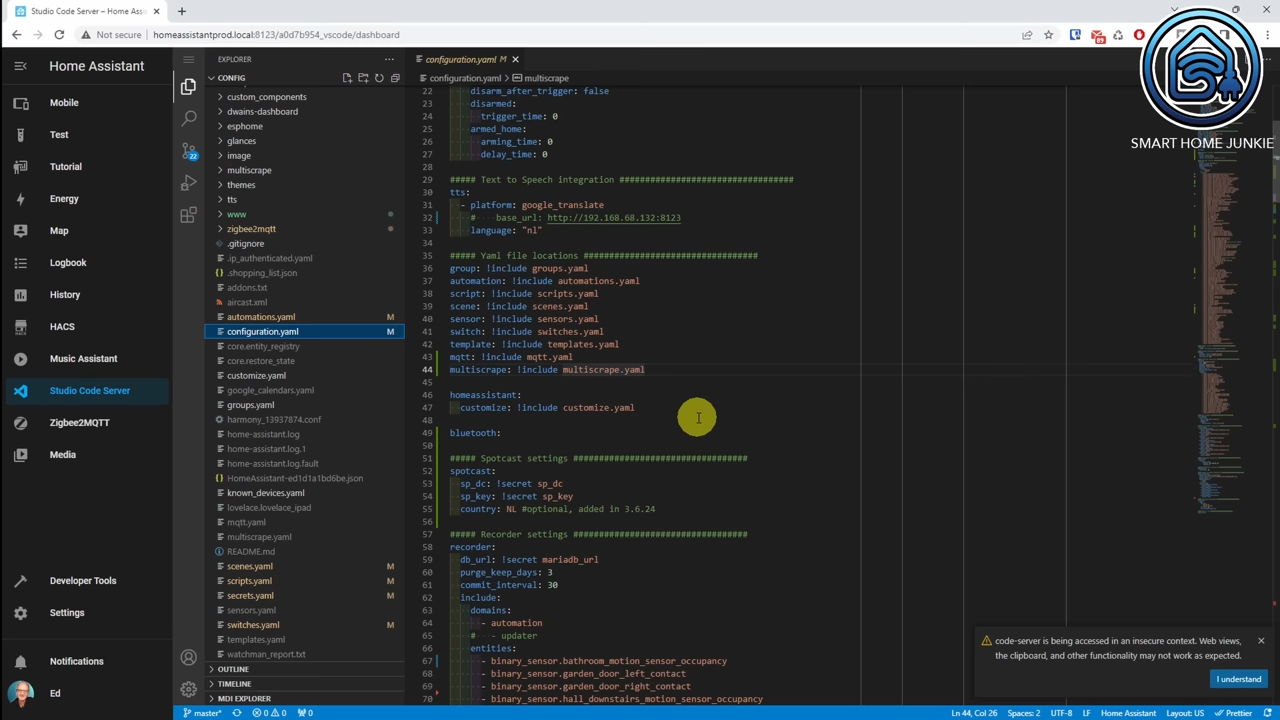 Studio Code Server – Home Assi
Not secure
homeassistantprod.local:8123/a0d7b954_vscode/dashboard
89
SMART HOME JUNKIE
Home Assistant
Mobile
Test
Tutorial
Energy
Map
Logbook
History
HACS
Music Assistant
Studio Code Server
Zigbee2MQTT
Media
Developer Tools
Settings
Notifications
Ed
22
EXPLORER
CONFIG
custom_components
dwains-dashboard
esphome
glances
image
multiscrape
themes
tts
www
zigbee2mqtt
.gitignore
.ip_authenticated.yaml
.shopping_list.json
addons.txt
aircast.xml
automations.yaml M
configuration.yaml M
core.entity_registry
core.restore_state
customize.yaml
google_calendars.yaml
groups.yaml
harmony_13937874.conf
home-assistant.log
home-assistant.log.1
home-assistant.log.fault
HomeAssistant-ed1d1a1bd6be.json
known_devices.yaml
lovelace.lovelace_ipad
mqtt.yaml
multiscrape.yaml
README.md
scenes.yaml M
scripts.yaml M
secrets.yaml M
sensors.yaml
switches.yaml M
templates.yaml
watchman_report.txt
OUTLINE
TIMELINE
MDI EXPLORER
configuration.yaml M
configuration.yaml > multiscrape
22 disarm_after_trigger: false
23 disarmed:
24 trigger_time: 0
25 armed_home:
26 arming_time: 0
27 delay_time: 0
28
29 ##### Text to Speech integration ##################################
30 tts:
31 - platform: google_translate
32 # base_url: http://192.168.68.132:8123
33 language: "nl"
34
35 ##### Yaml file locations ##################################
36 group: !include groups.yaml
37 automation: !include automations.yaml
38 script: !include scripts.yaml
39 scene: !include scenes.yaml
40 sensor: !include sensors.yaml
41 switch: !include switches.yaml
42 template: !include templates.yaml
43 mqtt: !include mqtt.yaml
44 multiscrape: !include multiscrape.yaml
45
46 homeassistant:
47 customize: !include customize.yaml
48
49 bluetooth:
50
51 ##### Spotcast settings ##################################
52 spotcast:
53 sp_dc: !secret sp_dc
54 sp_key: !secret sp_key
55 country: NL #optional, added in 3.6.24
56
57 ##### Recorder settings ##################################
58 recorder:
59 db_url: !secret mariadb_url
60 purge_keep_days: 3
61 commit_interval: 30
62 include:
63 domains:
64 - automation
65 # - updater
66 entities:
67 - binary_sensor.bathroom_motion_sensor_occupancy
68 - binary_sensor.garden_door_left_contact
69 - binary_sensor.garden_door_right_contact
70 - binary_sensor.hall_downstairs_motion_sensor_occupancy
code-server is being accessed in an insecure context. Web views,
the clipboard, and other functionality may not work as expected.
I understand
master* 0 0 0
Ln 44, Col 26 Spaces: 2 UTF-8 LF Home Assistant Layout: US Prettier